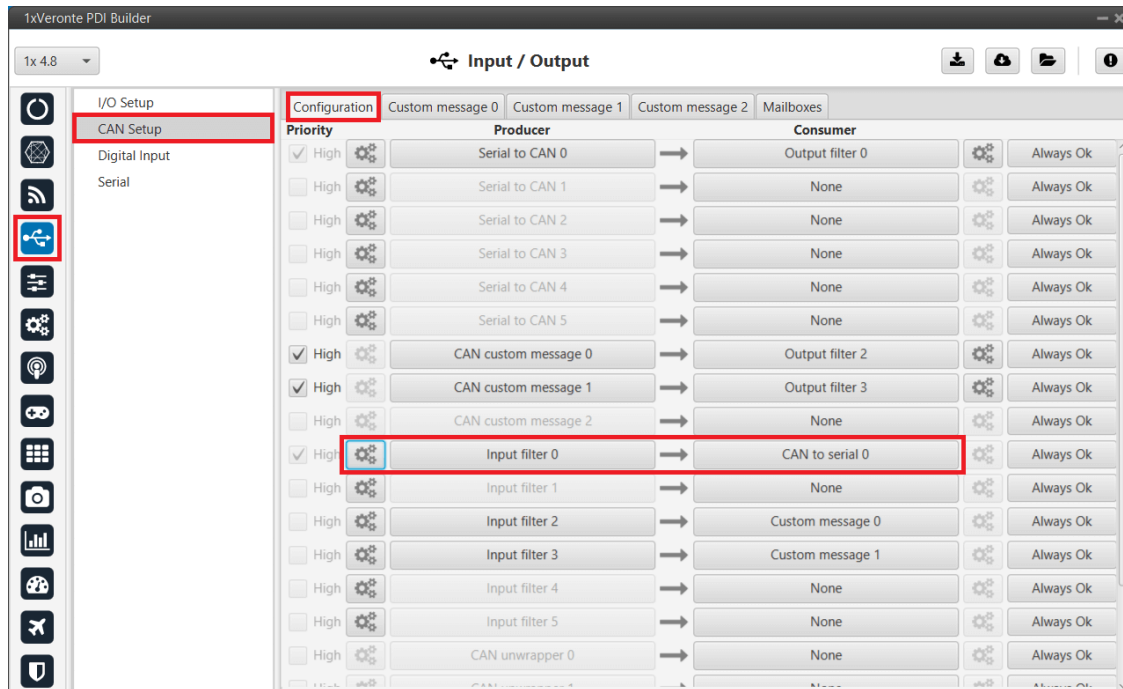 1xVeronte PDI Builder
1x 4.8
Input / Output
I/O Setup
CAN Setup
Digital Input
Serial
Configuration Custom message 0 Custom message 1 Custom message 2 Mailboxes
Priority Producer Consumer
High Serial to CAN 0 Output filter 0 Always Ok
High Serial to CAN 1 None Always Ok
High Serial to CAN 2 None Always Ok
High Serial to CAN 3 None Always Ok
High Serial to CAN 4 None Always Ok
High Serial to CAN 5 None Always Ok
High CAN custom message 0 Output filter 2 Always Ok
High CAN custom message 1 Output filter 3 Always Ok
High CAN custom message 2 None Always Ok
High Input filter 0 CAN to serial 0 Always Ok
High Input filter 1 None Always Ok
High Input filter 2 Custom message 0 Always Ok
High Input filter 3 Custom message 1 Always Ok
High Input filter 4 None Always Ok
High Input filter 5 None Always Ok
High CAN unwrapper 0 None Always Ok